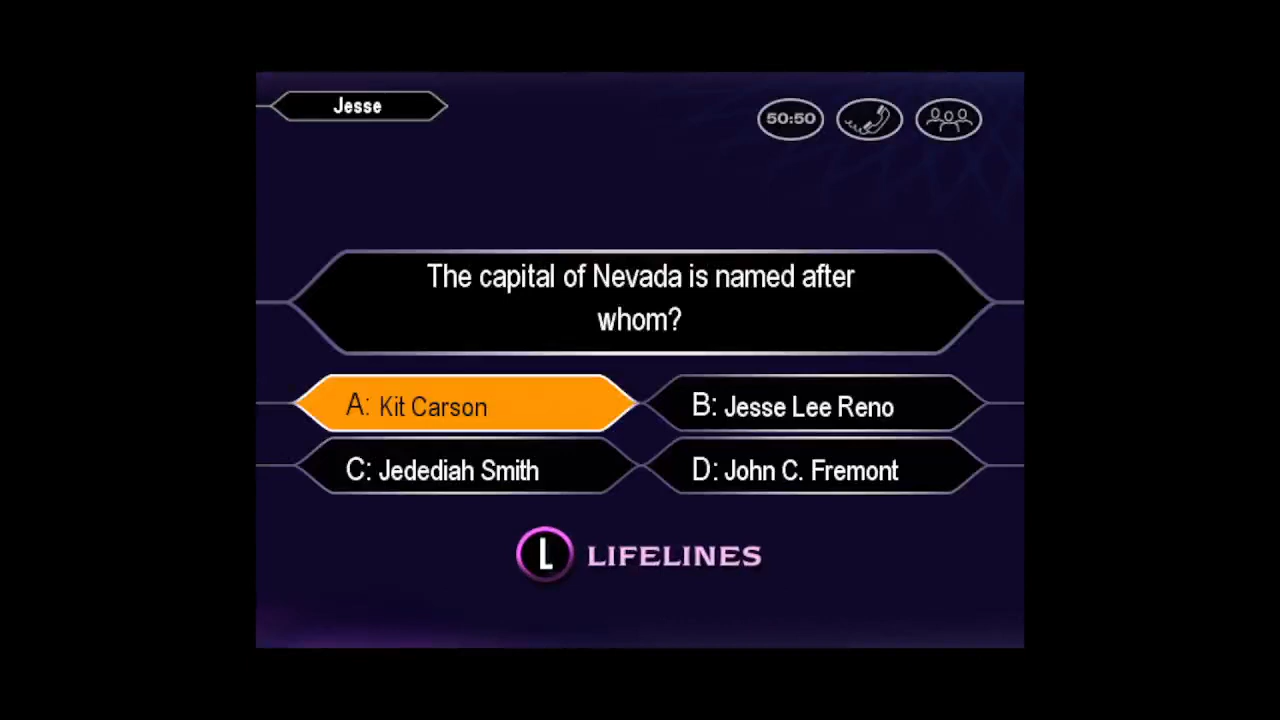 Jesse
50:50
The capital of Nevada is named after
whom?
A: Kit Carson
B: Jesse Lee Reno
C: Jedediah Smith
D: John C. Fremont
L LIFELINES